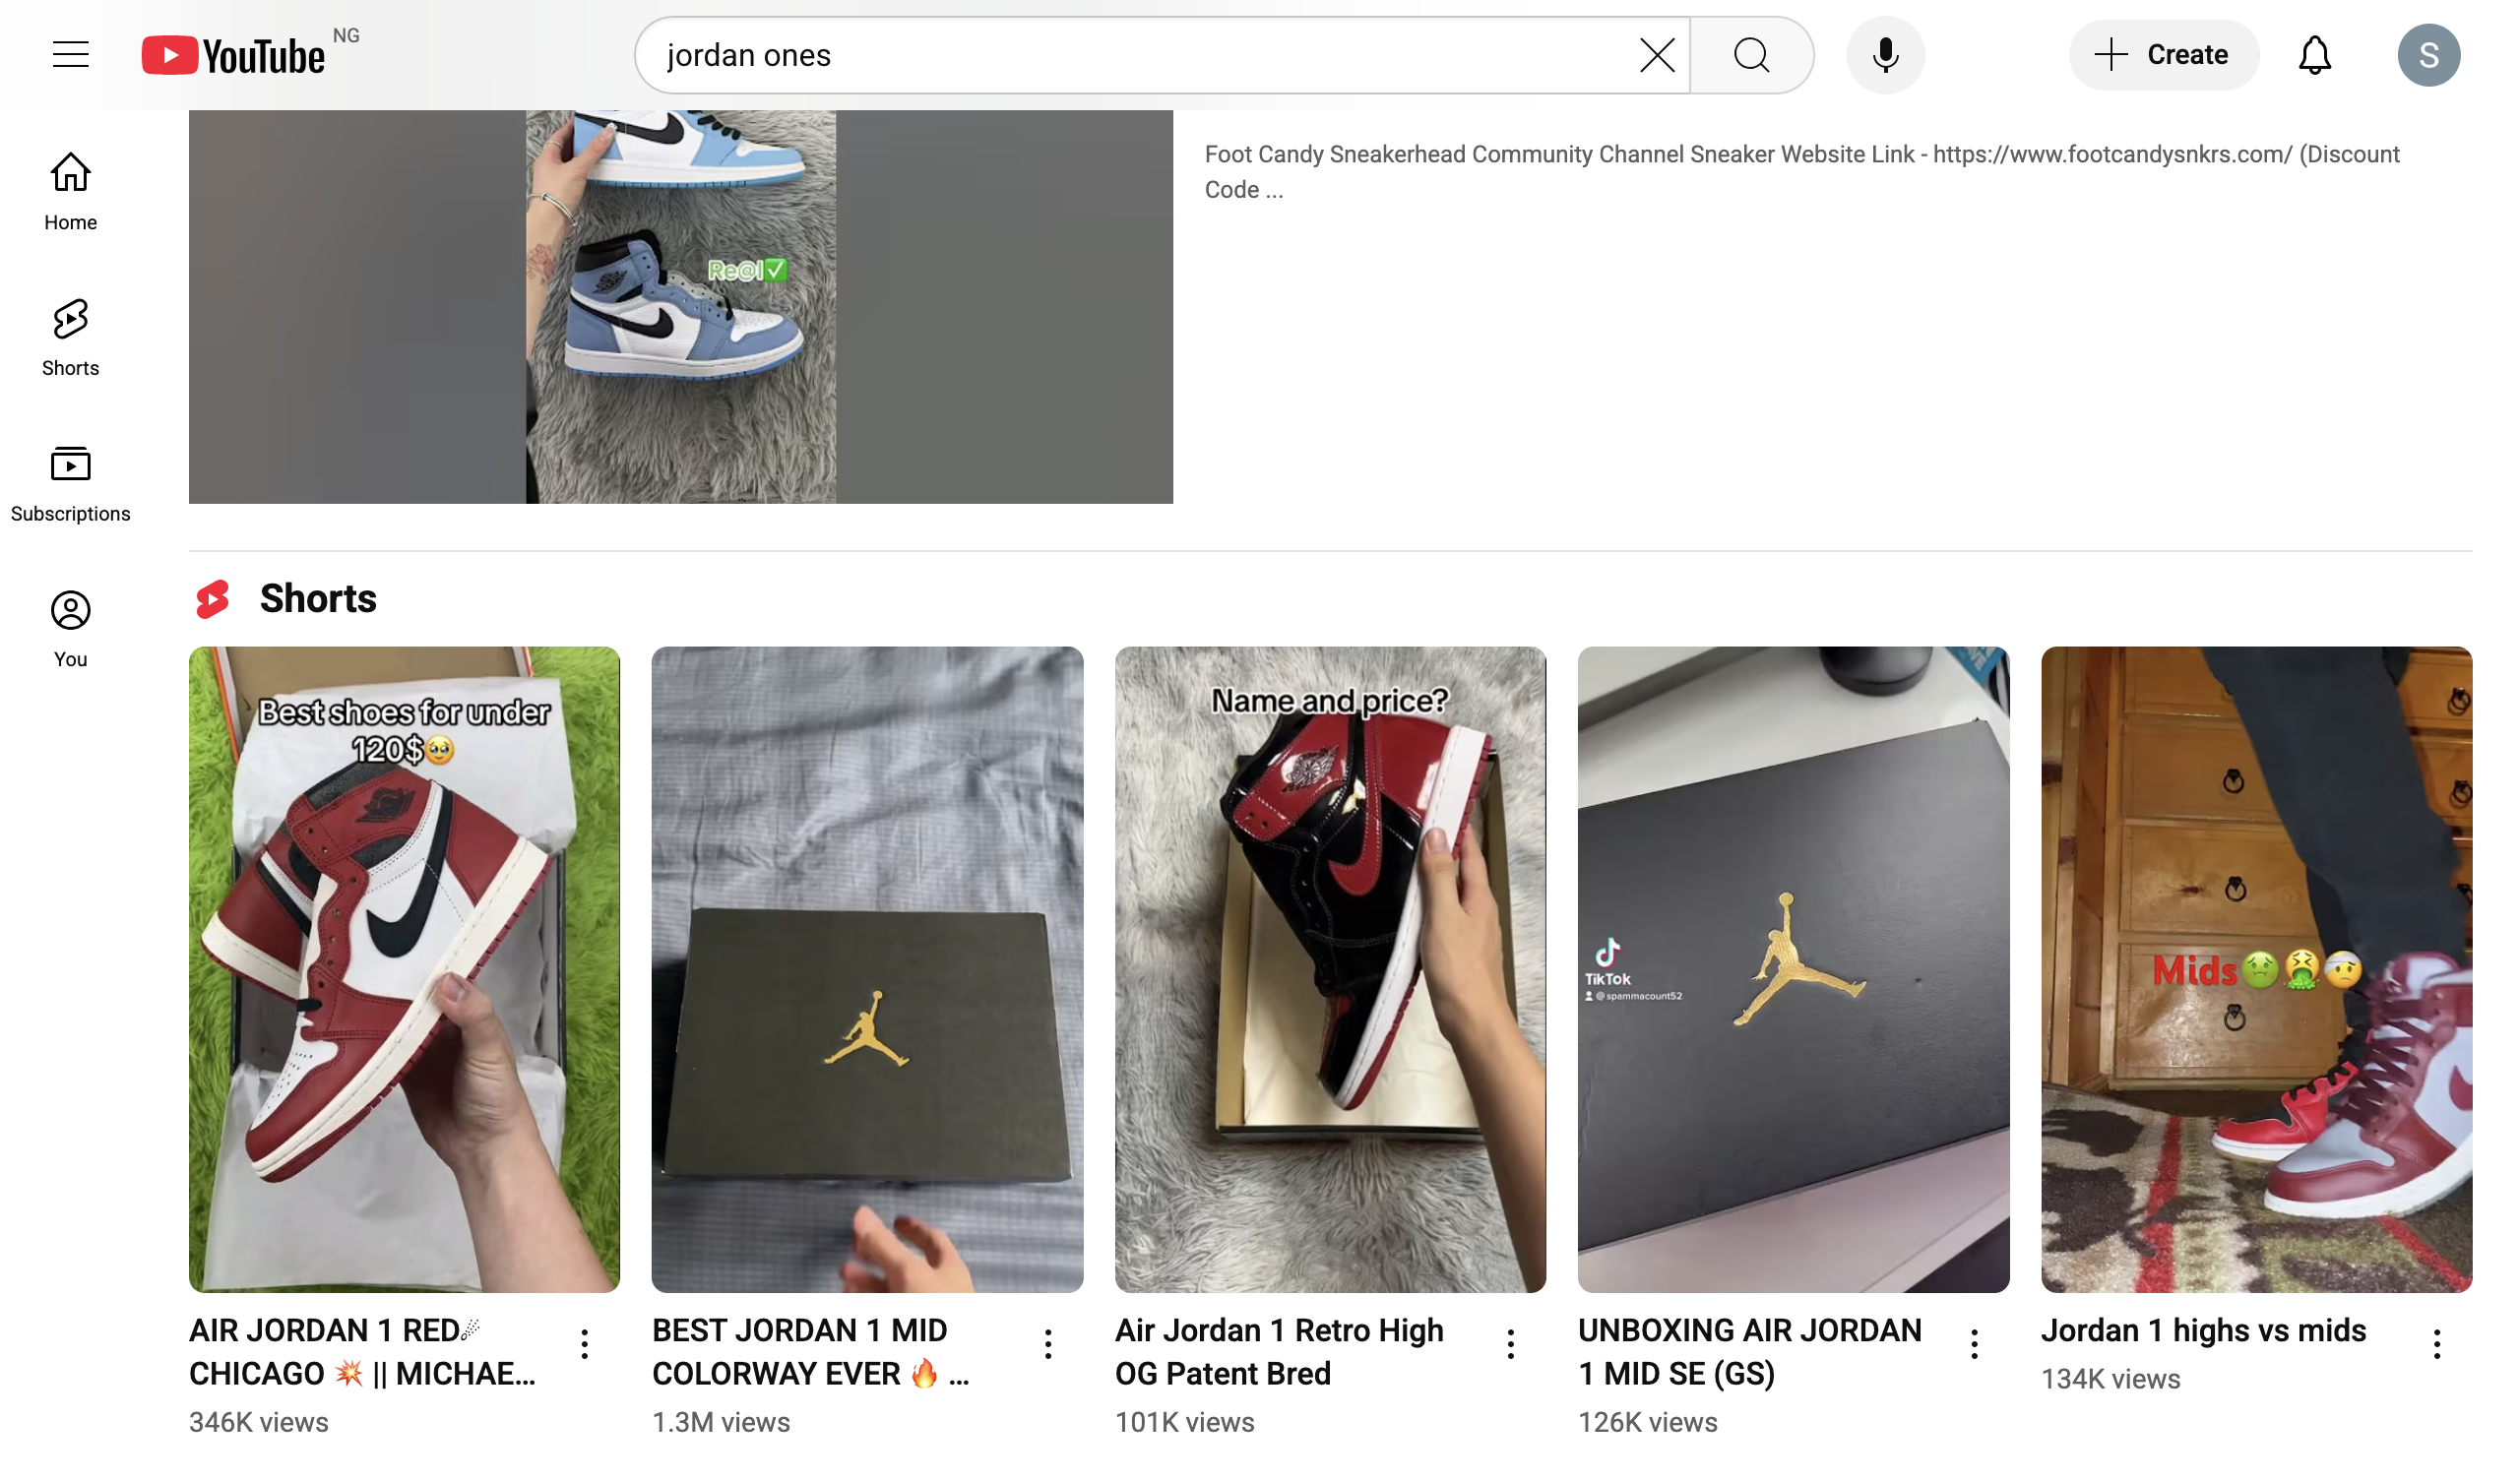 YouTube NG
jordan ones
Create
S
Home
Shorts
Subscriptions
You
Re@l✅
Foot Candy Sneakerhead Community Channel Sneaker Website Link - https://www.footcandysnkrs.com/ (Discount
Code ...
Shorts
Best shoes for under
120$🥹
AIR JORDAN 1 RED☄
CHICAGO 💥 || MICHAE...
346K views
BEST JORDAN 1 MID
COLORWAY EVER 🔥 ...
1.3M views
Name and price?
Air Jordan 1 Retro High
OG Patent Bred
101K views
TikTok
@spammacount52
UNBOXING AIR JORDAN
1 MID SE (GS)
126K views
Mids🤢🤮🤕
Jordan 1 highs vs mids
134K views